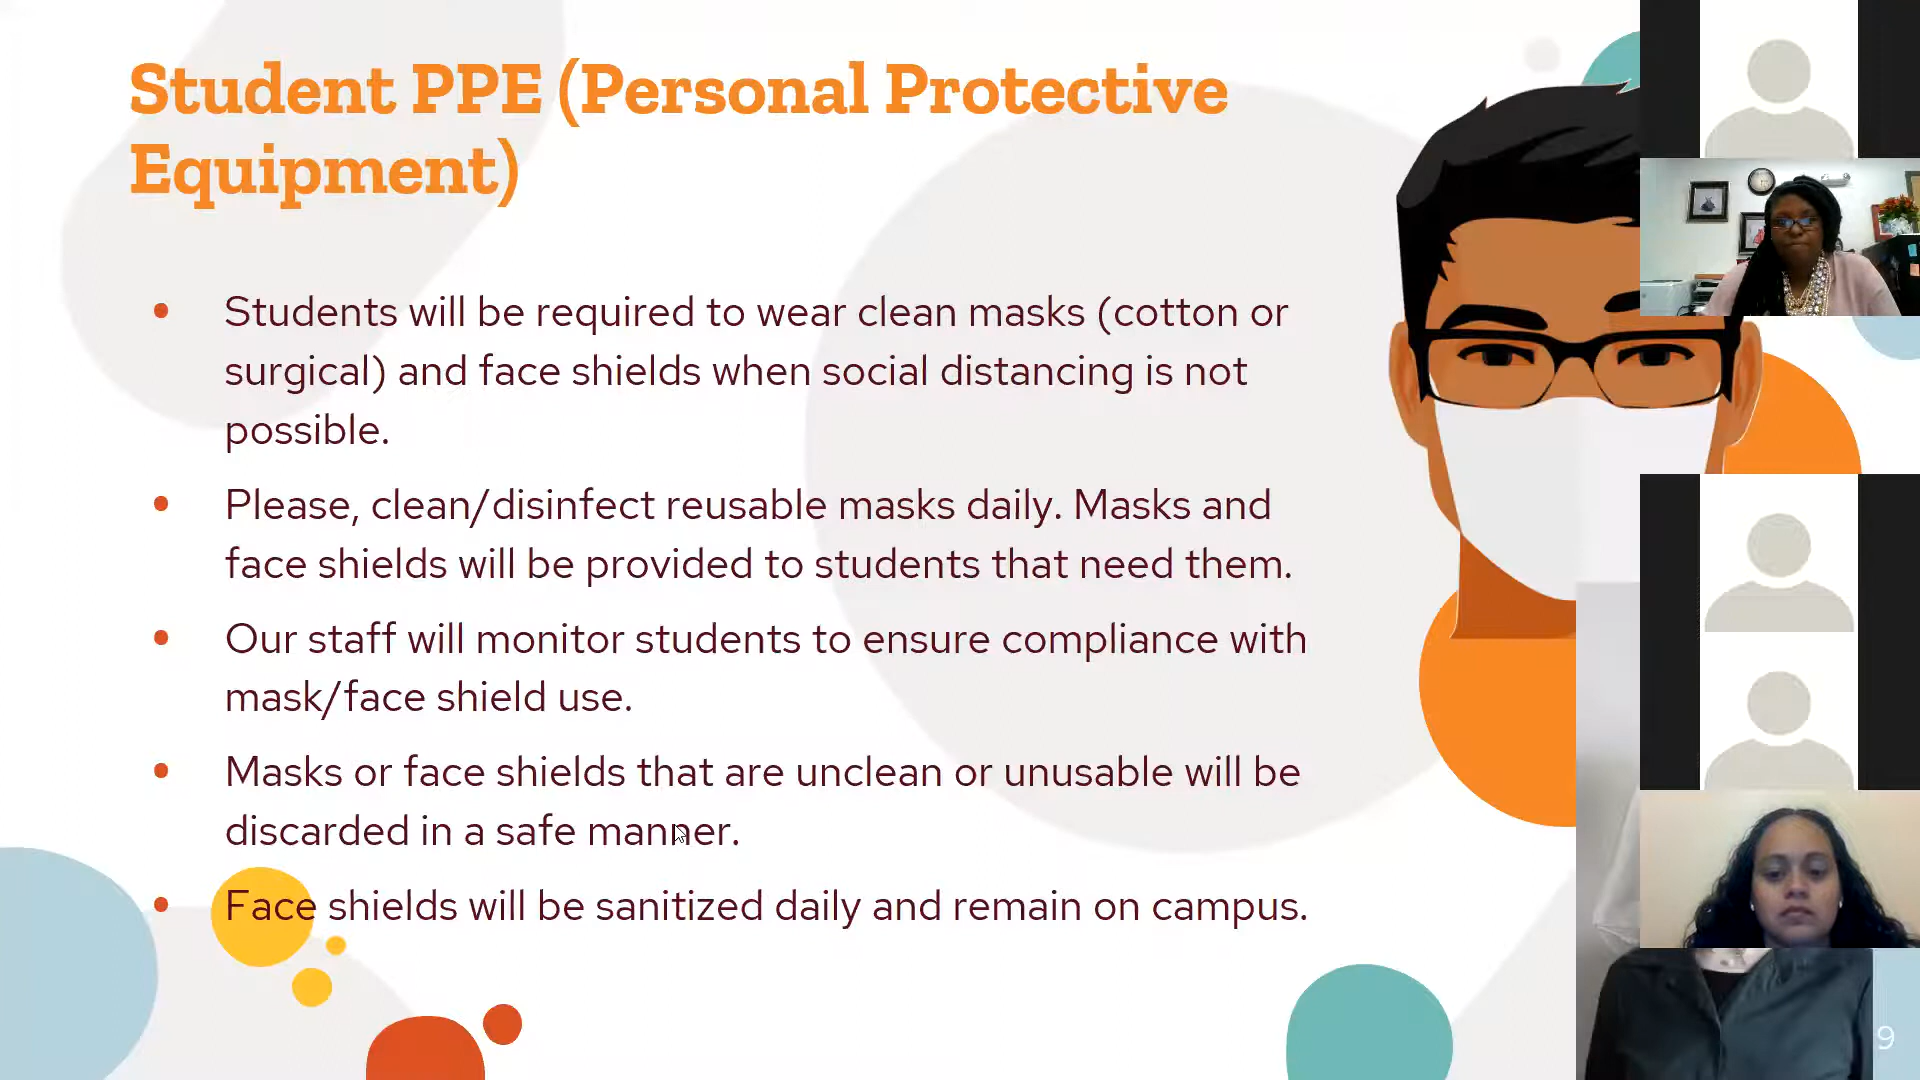 Student PPE (Personal Protective
Equipment)
• Students will be required to wear clean masks (cotton or
surgical) and face shields when social distancing is not
possible.
• Please, clean/disinfect reusable masks daily. Masks and
face shields will be provided to students that need them.
• Our staff will monitor students to ensure compliance with
mask/face shield use.
• Masks or face shields that are unclean or unusable will be
discarded in a safe manner.
• Face shields will be sanitized daily and remain on campus.
9